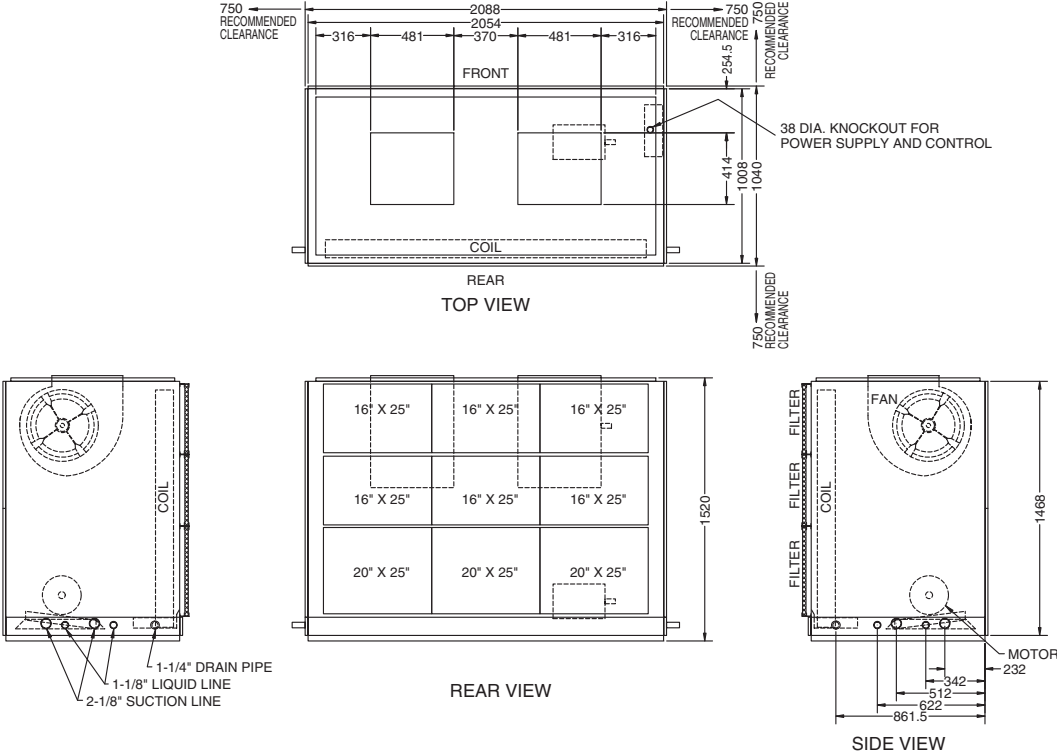 750
RECOMMENDED
CLEARANCE
2088
2054
316
481
370
481
316
750
RECOMMENDED
CLEARANCE
750
RECOMMENDED
CLEARANCE
254.5
FRONT
38 DIA. KNOCKOUT FOR
POWER SUPPLY AND CONTROL
414
1008
1040
COIL
REAR
TOP VIEW
750
RECOMMENDED
CLEARANCE
COIL
1-1/4" DRAIN PIPE
1-1/8" LIQUID LINE
2-1/8" SUCTION LINE
16" X 25"
16" X 25"
16" X 25"
16" X 25"
16" X 25"
16" X 25"
20" X 25"
20" X 25"
20" X 25"
1520
REAR VIEW
FILTER
FILTER
FILTER
FAN
COIL
1468
MOTOR
232
342
512
622
861.5
SIDE VIEW